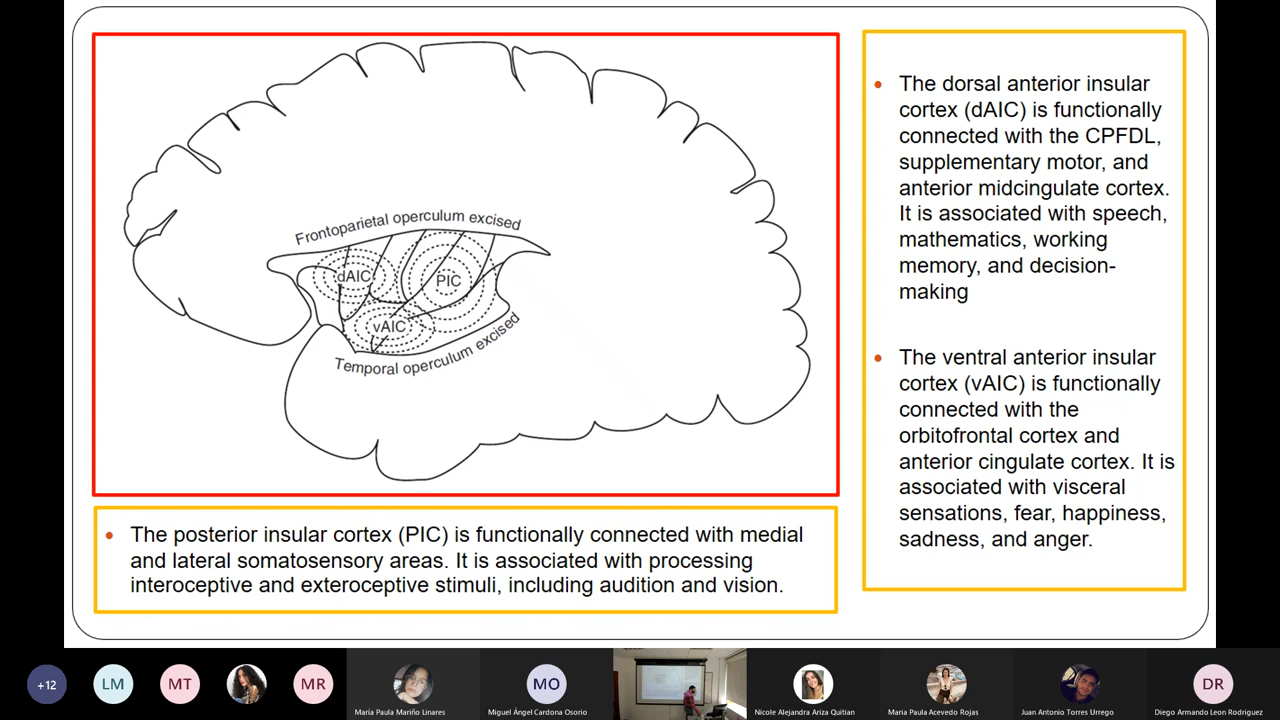 Frontoparietal operculum excised
dAIC
PIC
vAIC
Temporal operculum excised
The dorsal anterior insular
cortex (dAIC) is functionally
connected with the CPFDL,
supplementary motor, and
anterior midcingulate cortex.
It is associated with speech,
mathematics, working
memory, and decision-
making
The ventral anterior insular
cortex (vAIC) is functionally
connected with the
orbitofrontal cortex and
anterior cingulate cortex. It is
associated with visceral
sensations, fear, happiness,
sadness, and anger.
The posterior insular cortex (PIC) is functionally connected with medial
and lateral somatosensory areas. It is associated with processing
interoceptive and exteroceptive stimuli, including audition and vision.
+12
LM
MT
MR
María Paula Mariño Linares
MO
Miguel Ángel Cardona Osorio
Nicole Alejandra Ariza Quitian
Maria Paula Acevedo Rojas
Juan Antonio Torres Urrego
DR
Diego Armando Leon Rodriguez